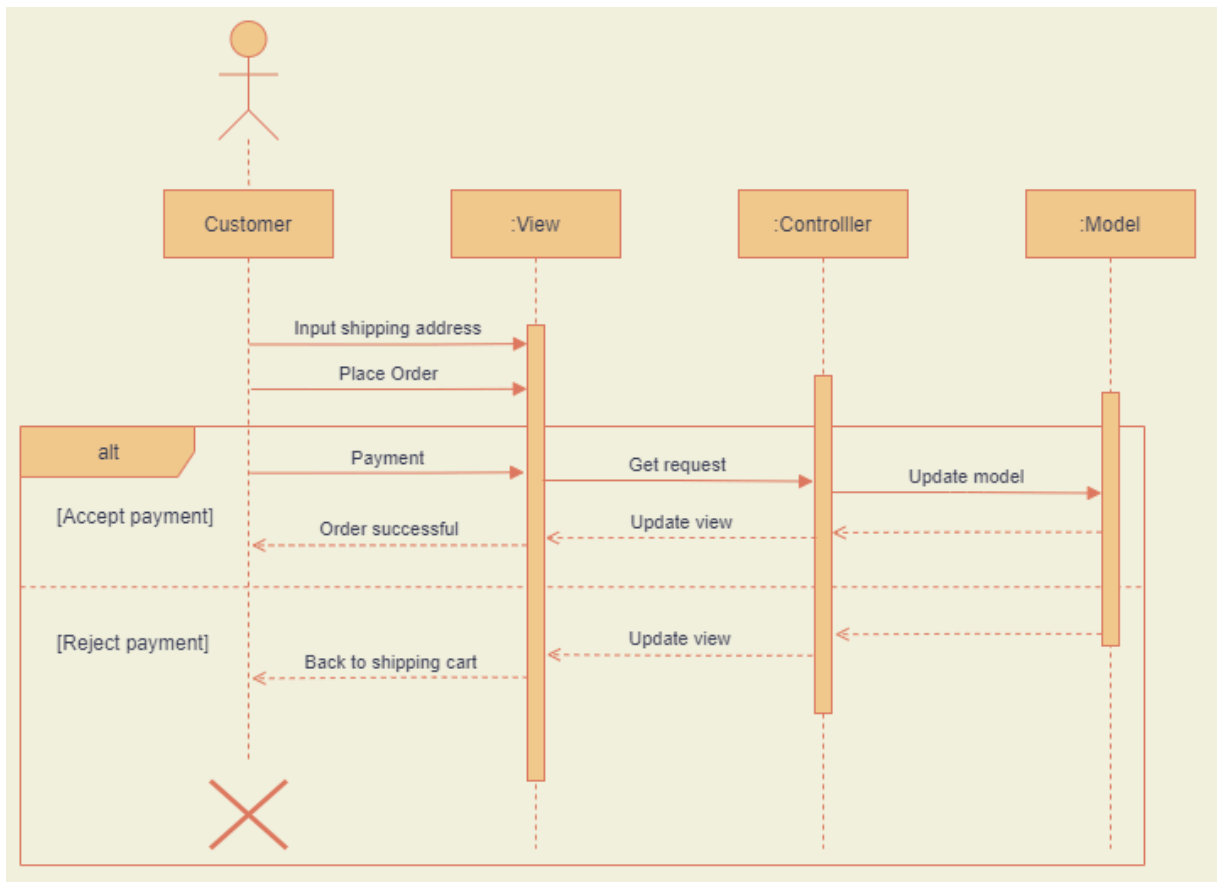 Customer
:View
:Controlller
:Model
Input shipping address
Place Order
alt
Payment
Get request
Update model
[Accept payment]
Order successful
Update view
[Reject payment]
Update view
Back to shipping cart